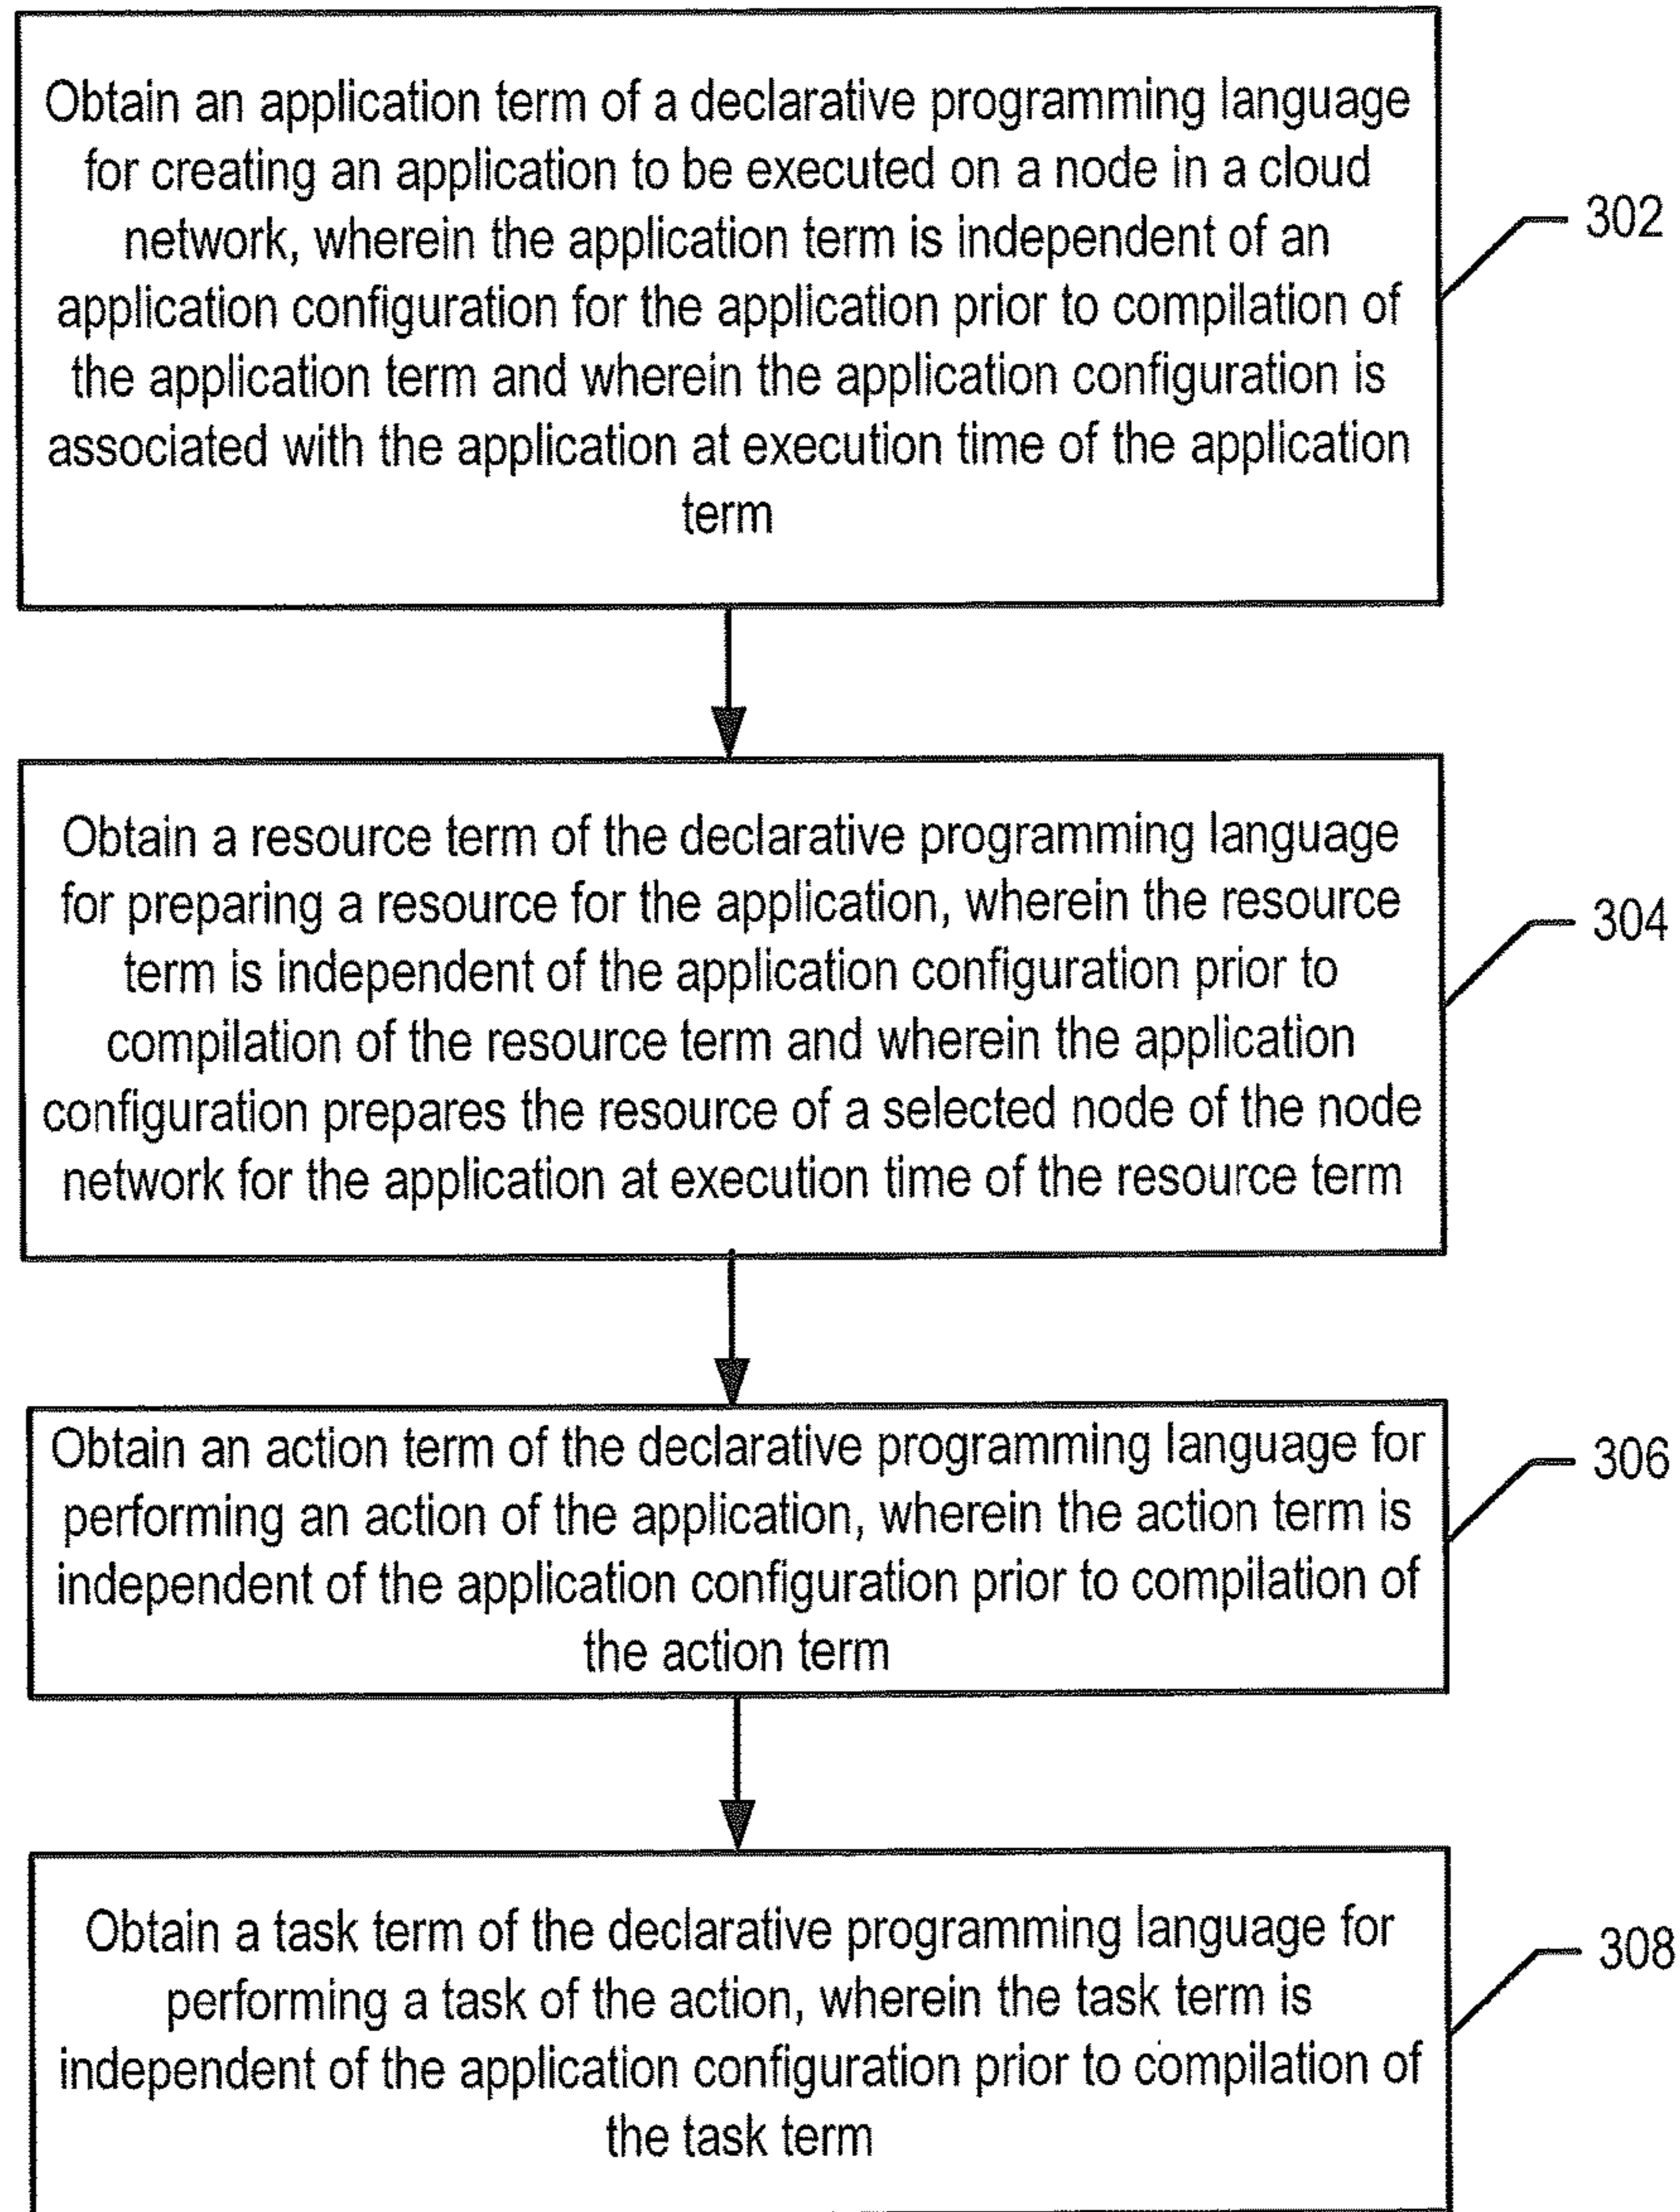 Obtain an application term of a declarative programming language
for creating an application to be executed on a node in a cloud
network, wherein the application term is independent of an
application configuration for the application prior to compilation of
the application term and wherein the application configuration is
associated with the application at execution time of the application
term
302
Obtain a resource term of the declarative programming language
for preparing a resource for the application, wherein the resource
term is independent of the application configuration prior to
compilation of the resource term and wherein the application
configuration prepares the resource of a selected node of the node
network for the application at execution time of the resource term
304
Obtain an action term of the declarative programming language for
performing an action of the application, wherein the action term is
independent of the application configuration prior to compilation of
the action term
306
Obtain a task term of the declarative programming language for
performing a task of the action, wherein the task term is
independent of the application configuration prior to compilation of
the task term
308